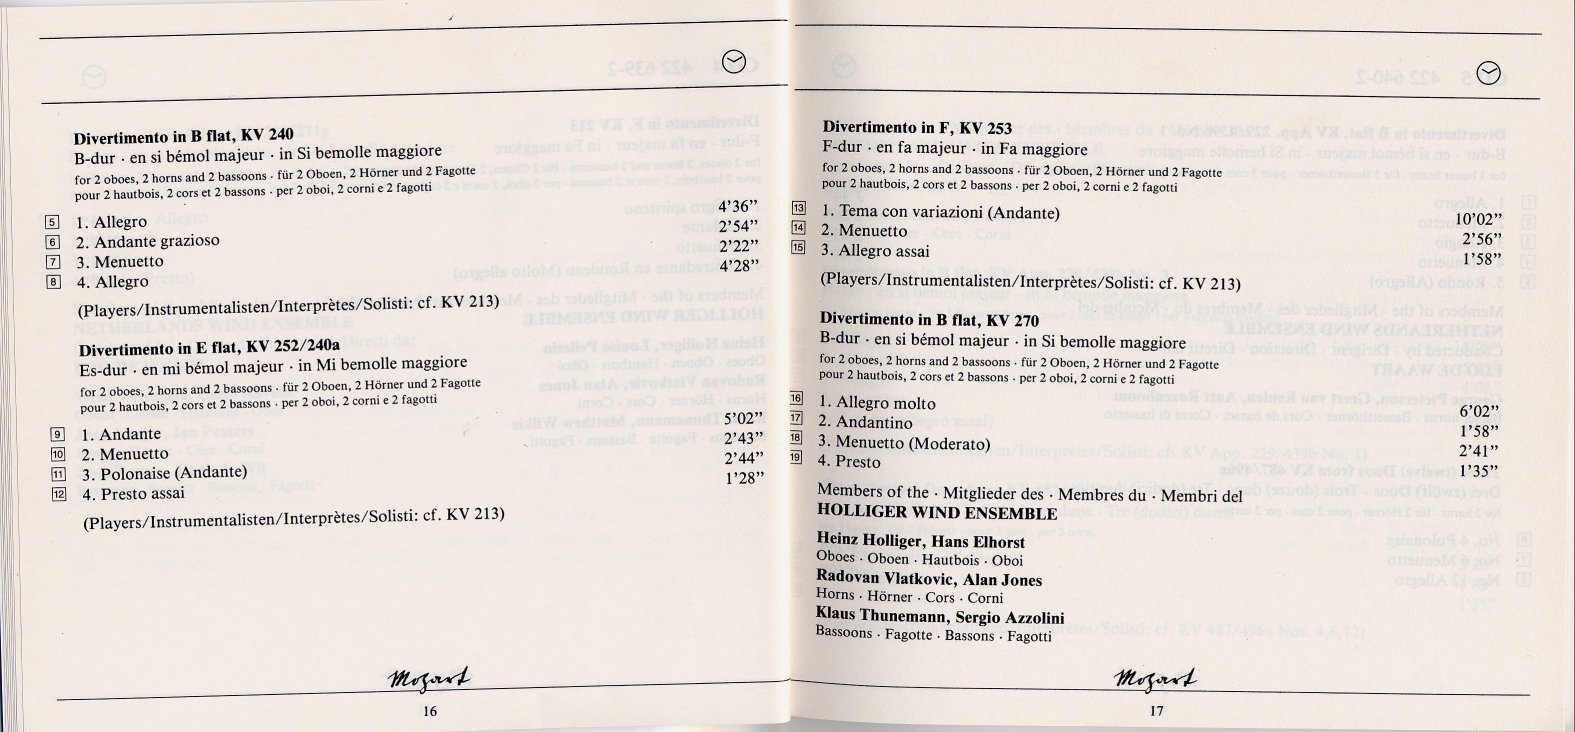 Divertimento in B flat, KV 240
B-dur · en si bémol majeur · in Si bemolle maggiore
for 2 oboes, 2 horns and 2 bassoons · für 2 Oboen, 2 Hörner und 2 Fagotte
pour 2 hautbois, 2 cors et 2 bassons · per 2 oboi, 2 corni e 2 fagotti
5 1. Allegro 4’36”
6 2. Andante grazioso 2’54”
7 3. Menuetto 2’22”
8 4. Allegro 4’28”
(Players/Instrumentalisten/Interprètes/Solisti: cf. KV 213)
Divertimento in E flat, KV 252/240a
Es-dur · en mi bémol majeur · in Mi bemolle maggiore
for 2 oboes, 2 horns and 2 bassoons · für 2 Oboen, 2 Hörner und 2 Fagotte
pour 2 hautbois, 2 cors et 2 bassons · per 2 oboi, 2 corni e 2 fagotti
9 1. Andante 5’02”
10 2. Menuetto 2’43”
11 3. Polonaise (Andante) 2’44”
12 4. Presto assai 1’28”
(Players/Instrumentalisten/Interprètes/Solisti: cf. KV 213)
Mozart
16
Divertimento in F, KV 253
F-dur · en fa majeur · in Fa maggiore
for 2 oboes, 2 horns and 2 bassoons · für 2 Oboen, 2 Hörner und 2 Fagotte
pour 2 hautbois, 2 cors et 2 bassons · per 2 oboi, 2 corni e 2 fagotti
13 1. Tema con variazioni (Andante) 10’02”
14 2. Menuetto 2’56”
15 3. Allegro assai 1’58”
(Players/Instrumentalisten/Interprètes/Solisti: cf. KV 213)
Divertimento in B flat, KV 270
B-dur · en si bémol majeur · in Si bemolle maggiore
for 2 oboes, 2 horns and 2 bassoons · für 2 Oboen, 2 Hörner und 2 Fagotte
pour 2 hautbois, 2 cors et 2 bassons · per 2 oboi, 2 corni e 2 fagotti
16 1. Allegro molto 6’02”
17 2. Andantino 1’58”
18 3. Menuetto (Moderato) 2’41”
19 4. Presto 1’35”
Members of the · Mitglieder des · Membres du · Membri del
HOLLIGER WIND ENSEMBLE
Heinz Holliger, Hans Elhorst
Oboes · Oboen · Hautbois · Oboi
Radovan Vlatkovic, Alan Jones
Horns · Hörner · Cors · Corni
Klaus Thunemann, Sergio Azzolini
Bassoons · Fagotte · Bassons · Fagotti
Mozart
17